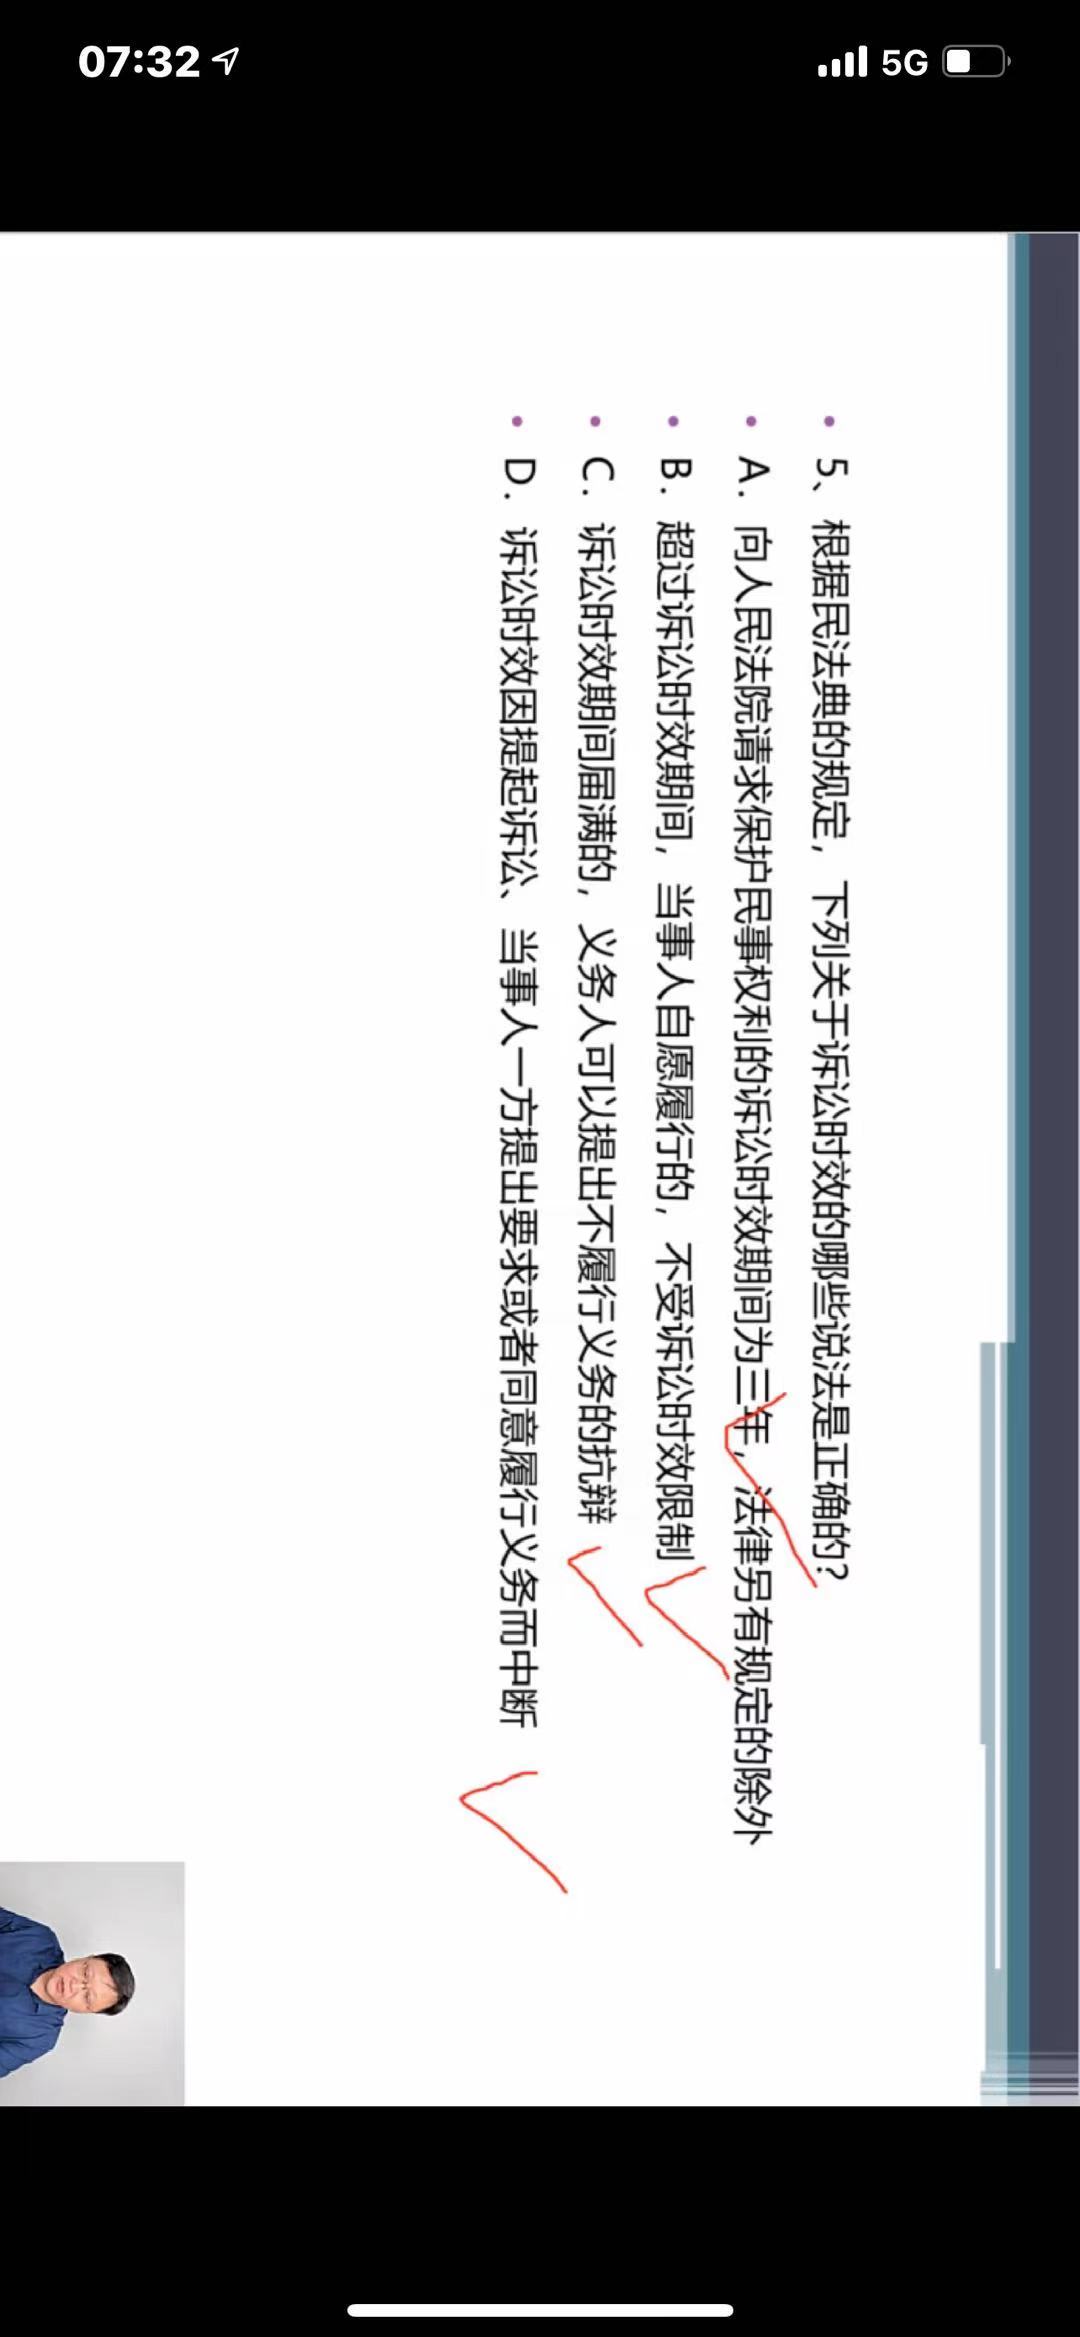 07:32
5G
5、根据民法典的规定，下列关于诉讼时效的哪些说法是正确的？
A．向人民法院请求保护民事权利的诉讼时效期间为三年，法律另有规定的除外
B．超过诉讼时效期间，当事人自愿履行的，不受诉讼时效限制
C．诉讼时效期间届满的，义务人可以提出不履行义务的抗辩
D．诉讼时效因提起诉讼、当事人一方提出要求或者同意履行义务而中断